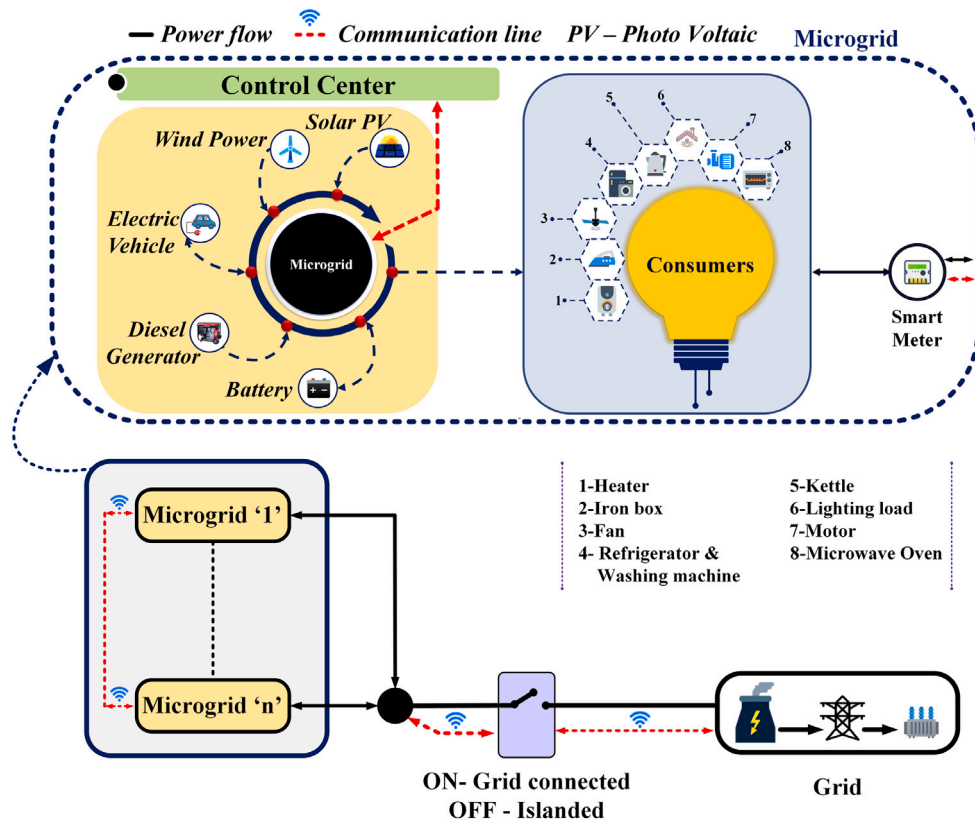 Power flow
Communication line
PV – Photo Voltaic
Microgrid
Control Center
Solar PV
Wind Power
Electric
Vehicle
Microgrid
Diesel
Generator
Battery
1
2
3
4
5
6
7
8
Consumers
Smart
Meter
1-Heater
2-Iron box
3-Fan
4- Refrigerator &
Washing machine
5-Kettle
6-Lighting load
7-Motor
8-Microwave Oven
Microgrid ‘1’
Microgrid ‘n’
ON- Grid connected
OFF - Islanded
Grid